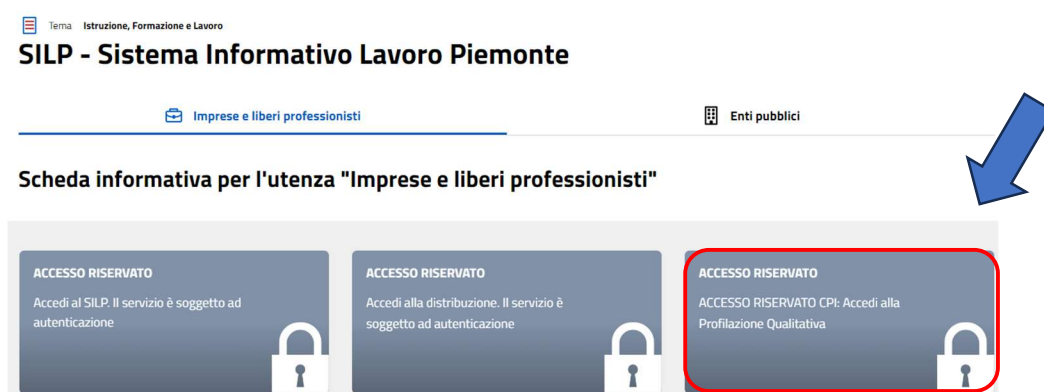 Tema Istruzione, Formazione e Lavoro
SILP - Sistema Informativo Lavoro Piemonte
Imprese e liberi professionisti
Enti pubblici
Scheda informativa per l'utenza "Imprese e liberi professionisti"
ACCESSO RISERVATO
Accedi al SILP. Il servizio è soggetto ad
autenticazione
ACCESSO RISERVATO
Accedi alla distribuzione. Il servizio è
soggetto ad autenticazione
ACCESSO RISERVATO
ACCESSO RISERVATO CPI: Accedi alla
Profilazione Qualitativa